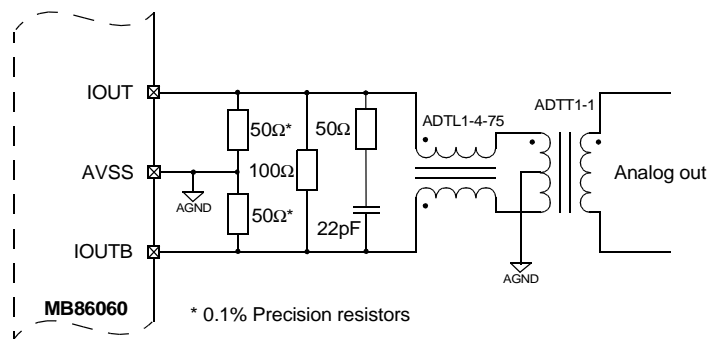 IOUT
50Ω*
50Ω
ADTL1-4-75
ADTT1-1
AVSS
100Ω
Analog out
AGND
50Ω*
22pF
IOUTB
AGND
MB86060
* 0.1% Precision resistors